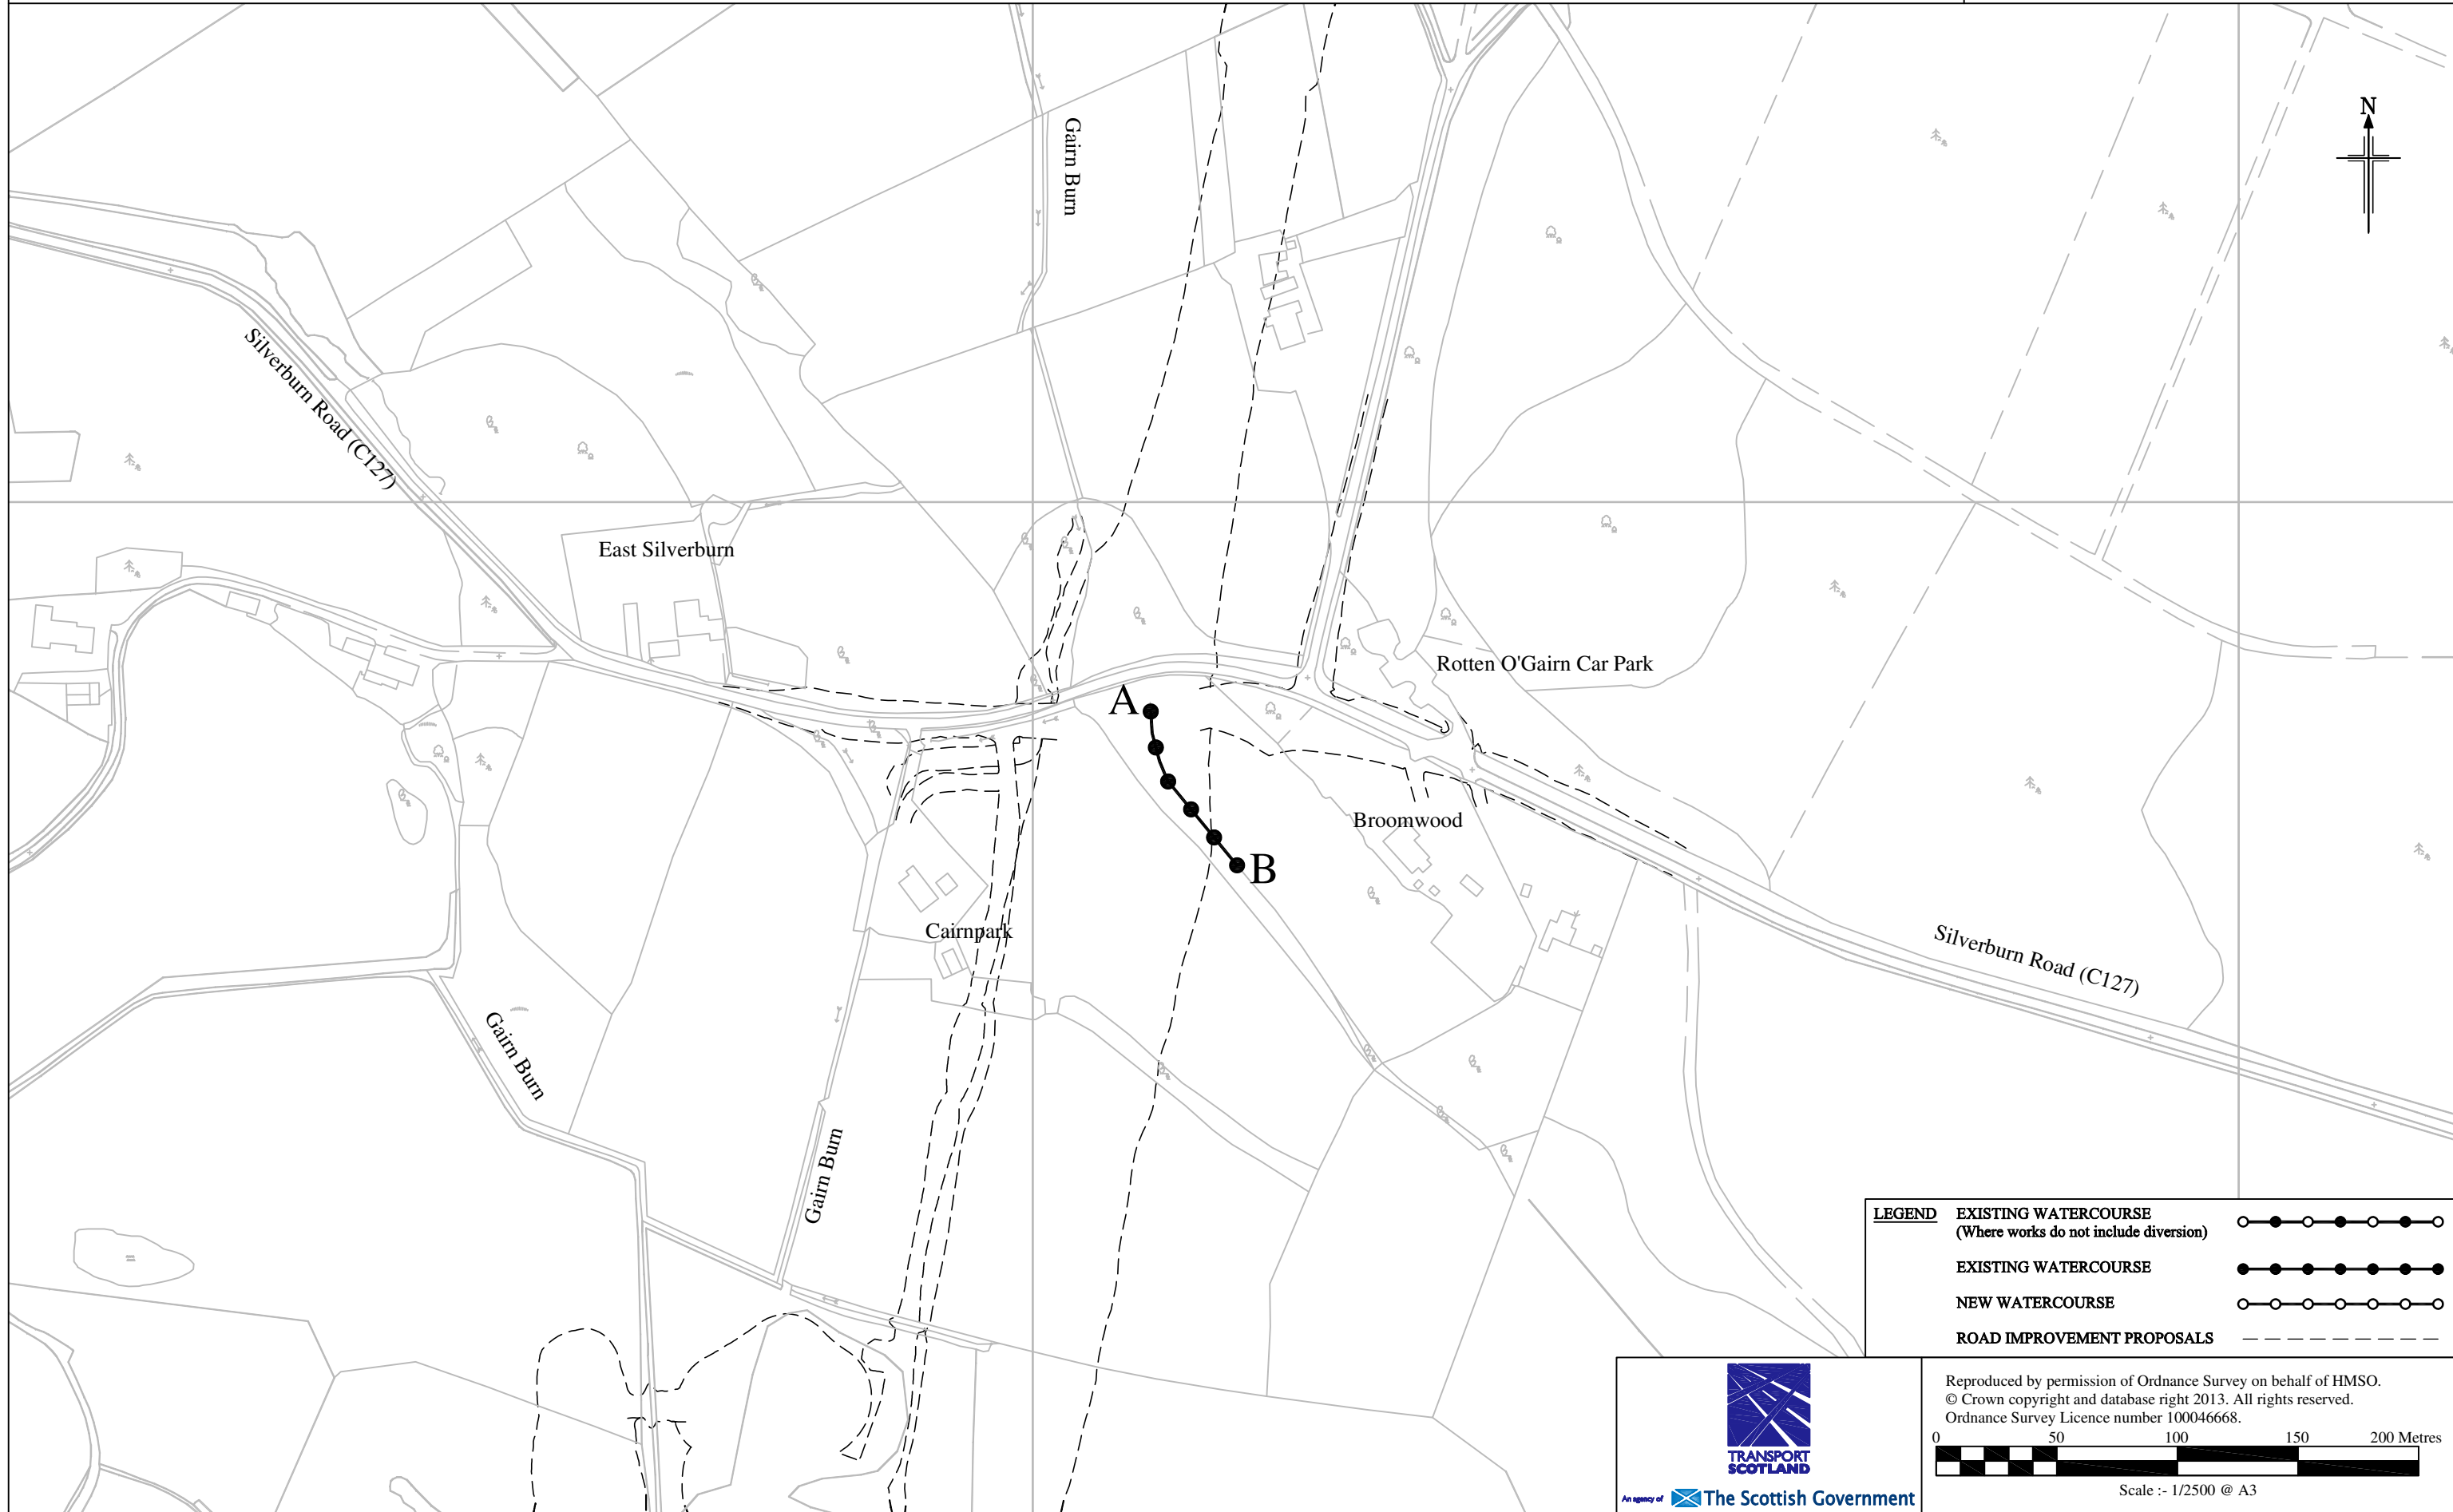 N
Gairn Burn
Silverburn Road (C127)
East Silverburn
Rotten O'Gairn Car Park
A
Broomwood
B
Cairnpark
Silverburn Road (C127)
Gairn Burn
Gairn Burn
LEGEND EXISTING WATERCOURSE
(Where works do not include diversion)
EXISTING WATERCOURSE
NEW WATERCOURSE
ROAD IMPROVEMENT PROPOSALS
TRANSPORT
SCOTLAND
An agency of The Scottish Government
Reproduced by permission of Ordnance Survey on behalf of HMSO.
© Crown copyright and database right 2013. All rights reserved.
Ordnance Survey Licence number 100046668.
0 50 100 150 200 Metres
Scale :- 1/2500 @ A3